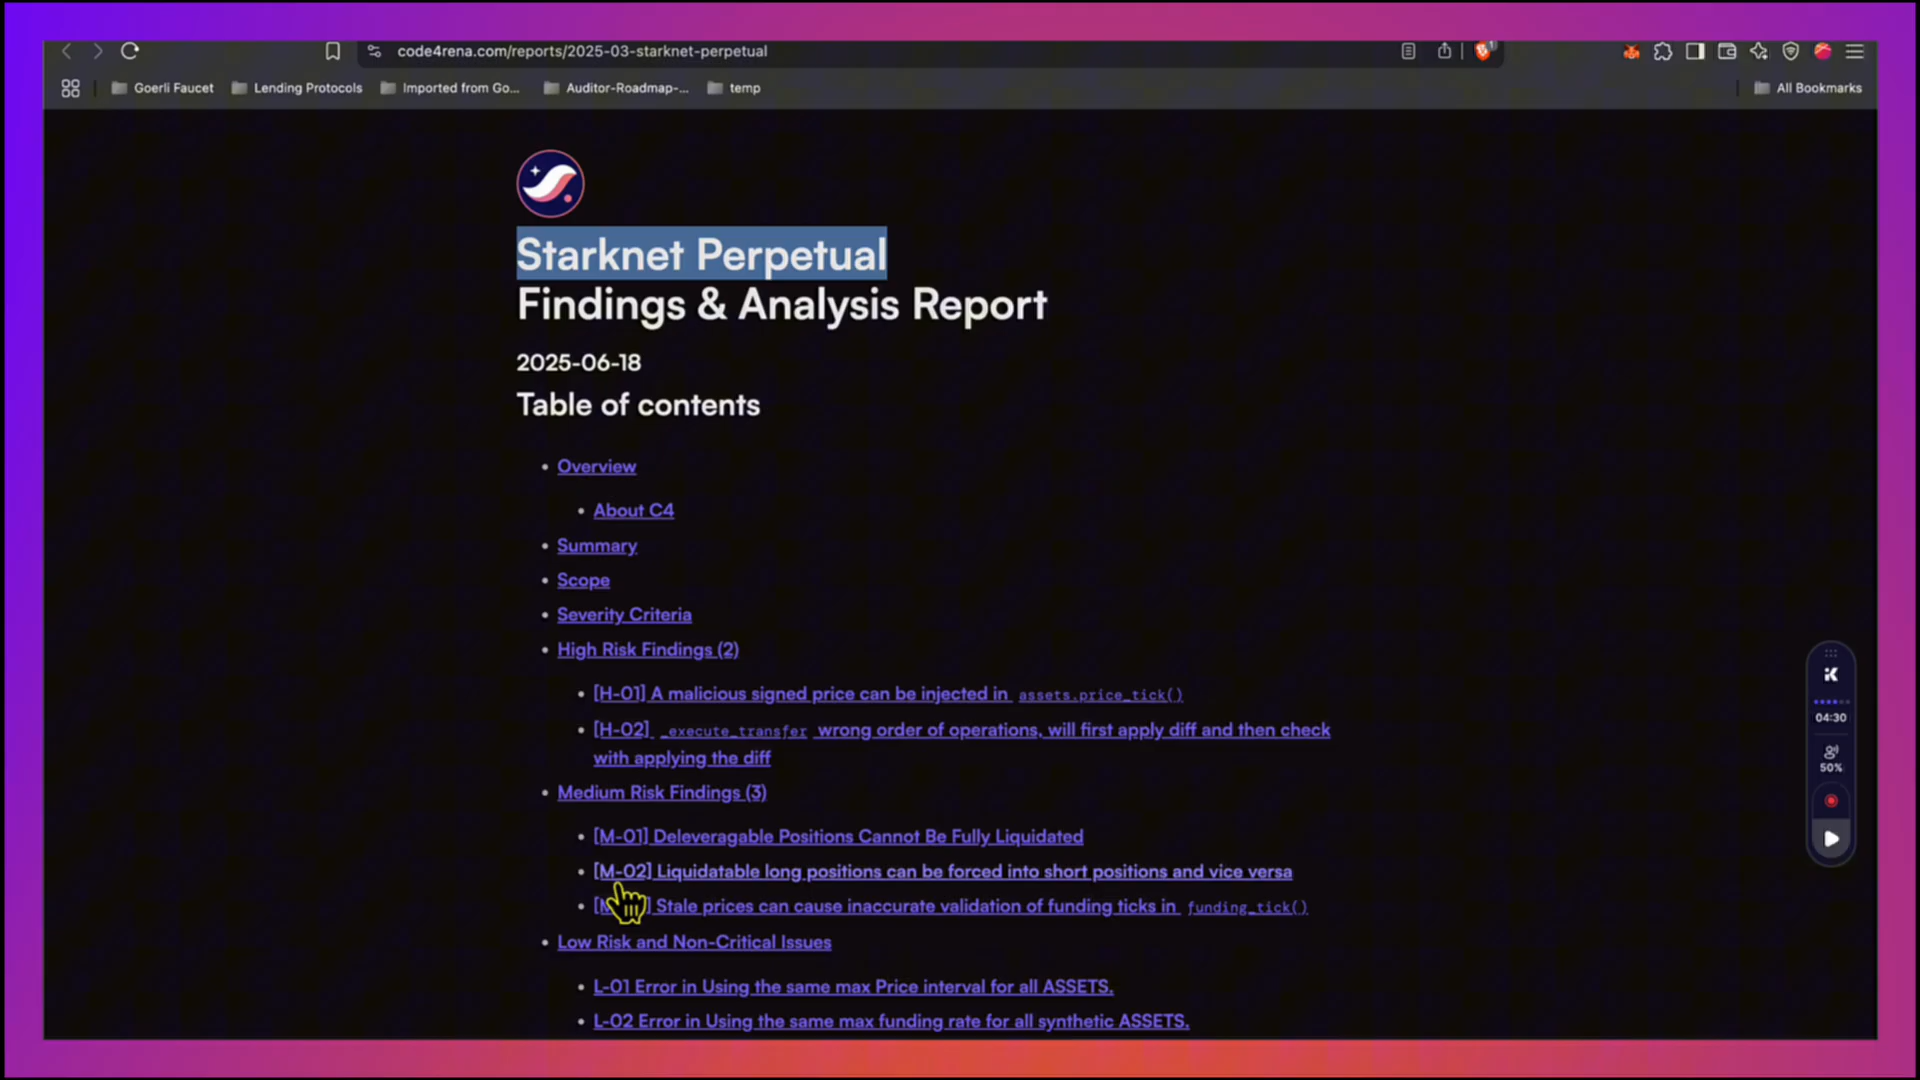 code4rena.com/reports/2025-03-starknet-perpetual
Goerli Faucet
Lending Protocols
Imported from Go...
Auditor-Roadmap-...
temp
All Bookmarks
Starknet Perpetual
Findings & Analysis Report
2025-06-18
Table of contents
Overview
About C4
Summary
Scope
Severity Criteria
High Risk Findings (2)
[H-01] A malicious signed price can be injected in assets.price_tick()
[H-02] _execute_transfer wrong order of operations, will first apply diff and then check
with applying the diff
Medium Risk Findings (3)
[M-01] Deleveragable Positions Cannot Be Fully Liquidated
[M-02] Liquidatable long positions can be forced into short positions and vice versa
Stale prices can cause inaccurate validation of funding ticks in funding_tick()
Low Risk and Non-Critical Issues
L-01 Error in Using the same max Price interval for all ASSETS.
L-02 Error in Using the same max funding rate for all synthetic ASSETS.
04:30
50%